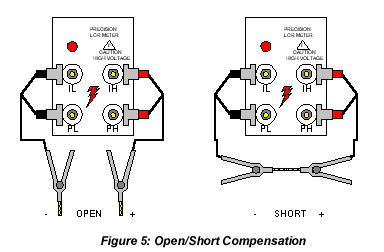 PRECISION
LCR METER
CAUTION
HIGH VOLTAGE
IL
IH
PL
PH
- OPEN +
PRECISION
LCR METER
CAUTION
HIGH VOLTAGE
IL
IH
PL
PH
- SHORT +
Figure 5: Open/Short Compensation